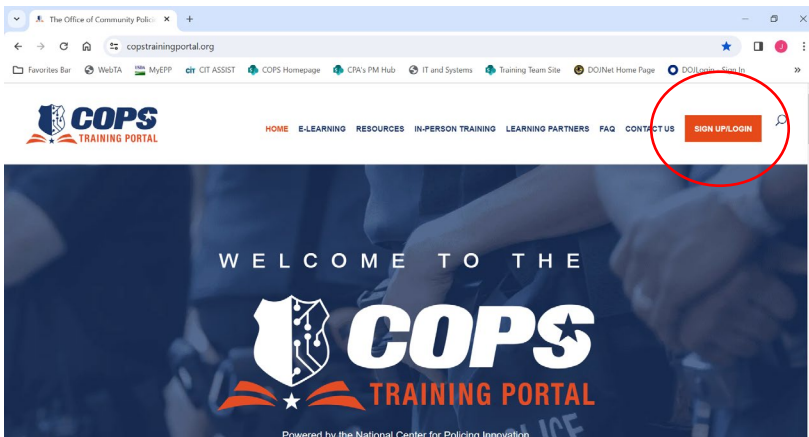 The Office of Community Polici
copstrainingportal.org
Favorites Bar WebTA MyEPP cit CIT ASSIST COPS Homepage CPA's PM Hub IT and Systems Training Team Site DOJNet Home Page DOJLogin - Sign In
COPS
TRAINING PORTAL
HOME E-LEARNING RESOURCES IN-PERSON TRAINING LEARNING PARTNERS FAQ CONTACT US SIGN UP/LOGIN
WELCOME TO THE
COPS
TRAINING PORTAL
Powered by the National Center for Policing Innovation
POLICE